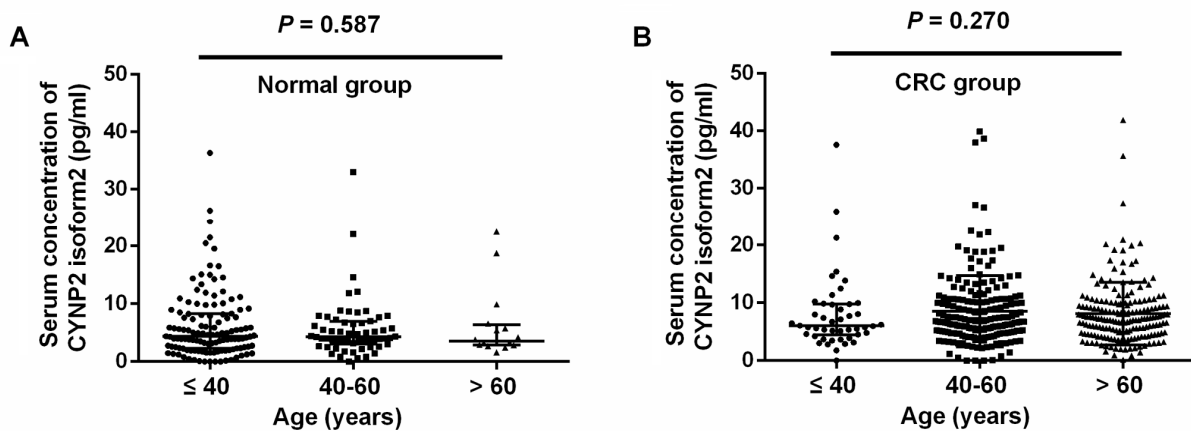 A
P = 0.587
Normal group
Serum concentration of
CYNP2 isoform2 (pg/ml)
50
40
30
20
10
0
≤ 40
40-60
> 60
Age (years)
B
P = 0.270
CRC group
Serum concentration of
CYNP2 isoform2 (pg/ml)
50
40
30
20
10
0
≤ 40
40-60
> 60
Age (years)